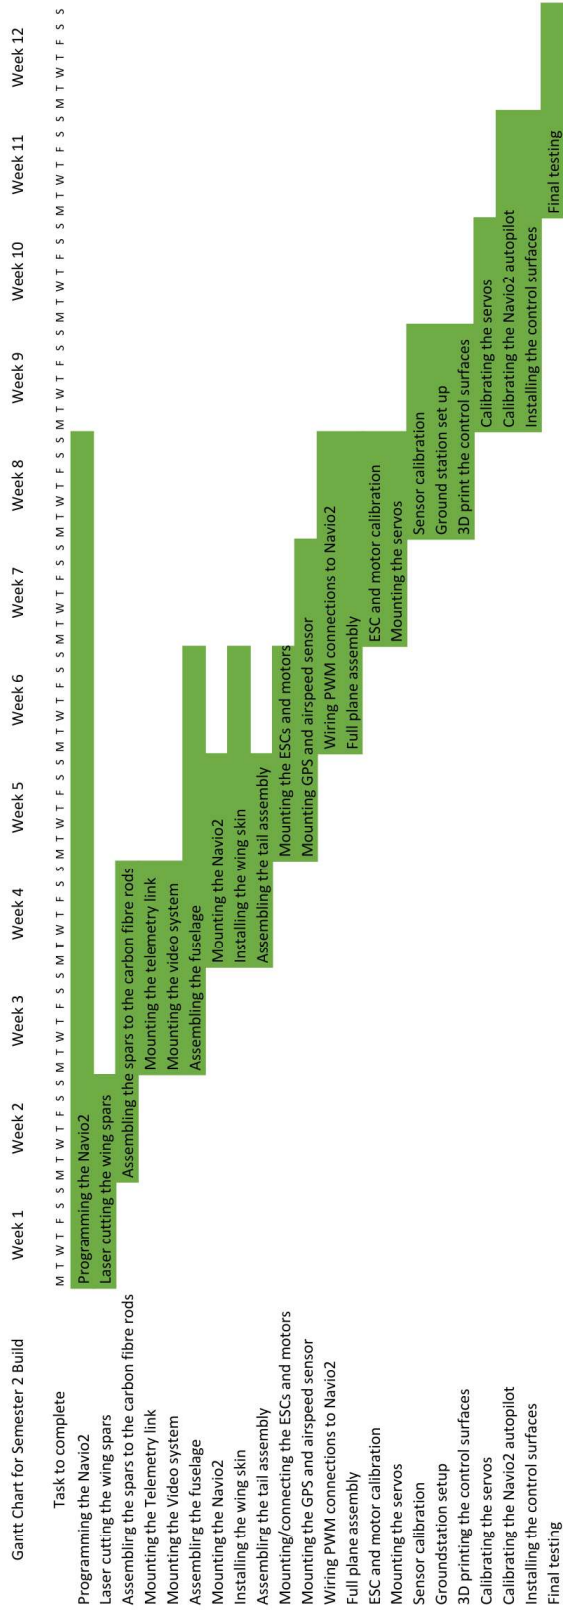 Gantt Chart for Semester 2 Build Week 1 Week 2 Week 3 Week 4 Week 5 Week 6 Week 7 Week 8 Week 9 Week 10 Week 11 Week 12
Task to complete M T W T F S S M T W T F S S M T W T F S S M T W T F S S M T W T F S S M T W T F S S M T W T F S S M T W T F S S M T W T F S S M T W T F S S M T W T F S S M T W T F S S
Programming the Navio2 Programming the Navio2
Laser cutting the wing spars Laser cutting the wing spars
Assembling the spars to the carbon fibre rods Assembling the spars to the carbon fibre rods
Mounting the Telemetry link Mounting the telemetry link
Mounting the Video system Mounting the video system
Assembling the fuselage Assembling the fuselage
Mounting the Navio2 Mounting the Navio2
Installing the wing skin Installing the wing skin
Assembling the tail assembly Assembling the tail assembly
Mounting/connecting the ESCs and motors Mounting the ESCs and motors
Mounting the GPS and airspeed sensor Mounting GPS and airspeed sensor
Wiring PWM connections to Navio2 Wiring PWM connections to Navio2
Full plane assembly Full plane assembly
ESC and motor calibration ESC and motor calibration
Mounting the servos Mounting the servos
Sensor calibration Sensor calibration
Groundstation setup Ground station set up
3D printing the control surfaces 3D print the control surfaces
Calibrating the servos Calibrating the servos
Calibrating the Navio2 autopilot Calibrating the Navio2 autopilot
Installing the control surfaces Installing the control surfaces
Final testing Final testing